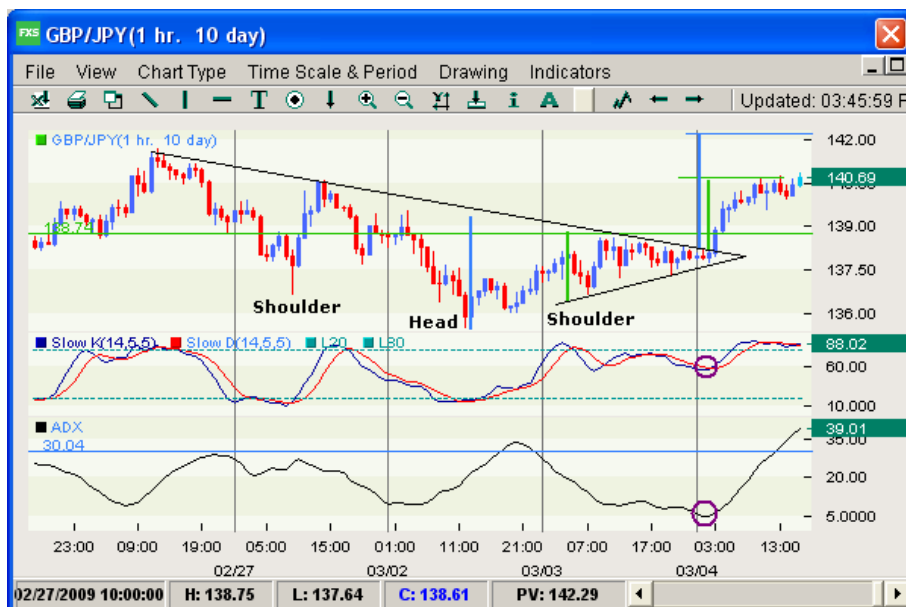 FXS GBP/JPY(1 hr. 10 day)
File View Chart Type Time Scale & Period Drawing Indicators
T i A Updated: 03:45:59 P
GBP/JPY(1 hr. 10 day)
142.00
140.69
138.74
139.00
137.50
136.00
Shoulder Head Shoulder
Slow K(14,5,5) Slow D(14,5,5) L20 L80
88.02
60.00
10.000
ADX
39.01
35.00
30.04
20.00
5.0000
23:00 09:00 19:00 05:00 15:00 01:00 11:00 21:00 07:00 17:00 03:00 13:00
02/27 03/02 03/03 03/04
02/27/2009 10:00:00 H: 138.75 L: 137.64 C: 138.61 PV: 142.29